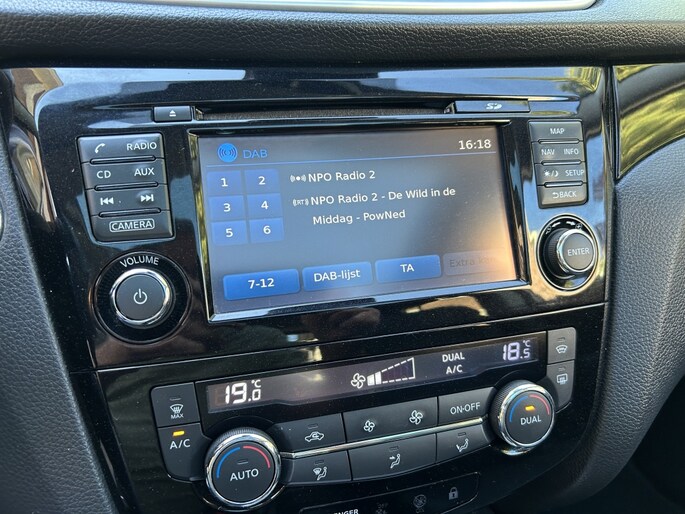 SD
RADIO
CD AUX
CAMERA
VOLUME
DAB
16:18
1 2
3 4
5 6
NPO Radio 2
NPO Radio 2 - De Wild in de
Middag - PowNed
7-12
DAB-lijst
TA
MAP
NAV INFO
SETUP
BACK
ENTER
19.0 °C
DUAL
A/C
18.5 °C
MAX
A/C
AUTO
ON-OFF
DUAL